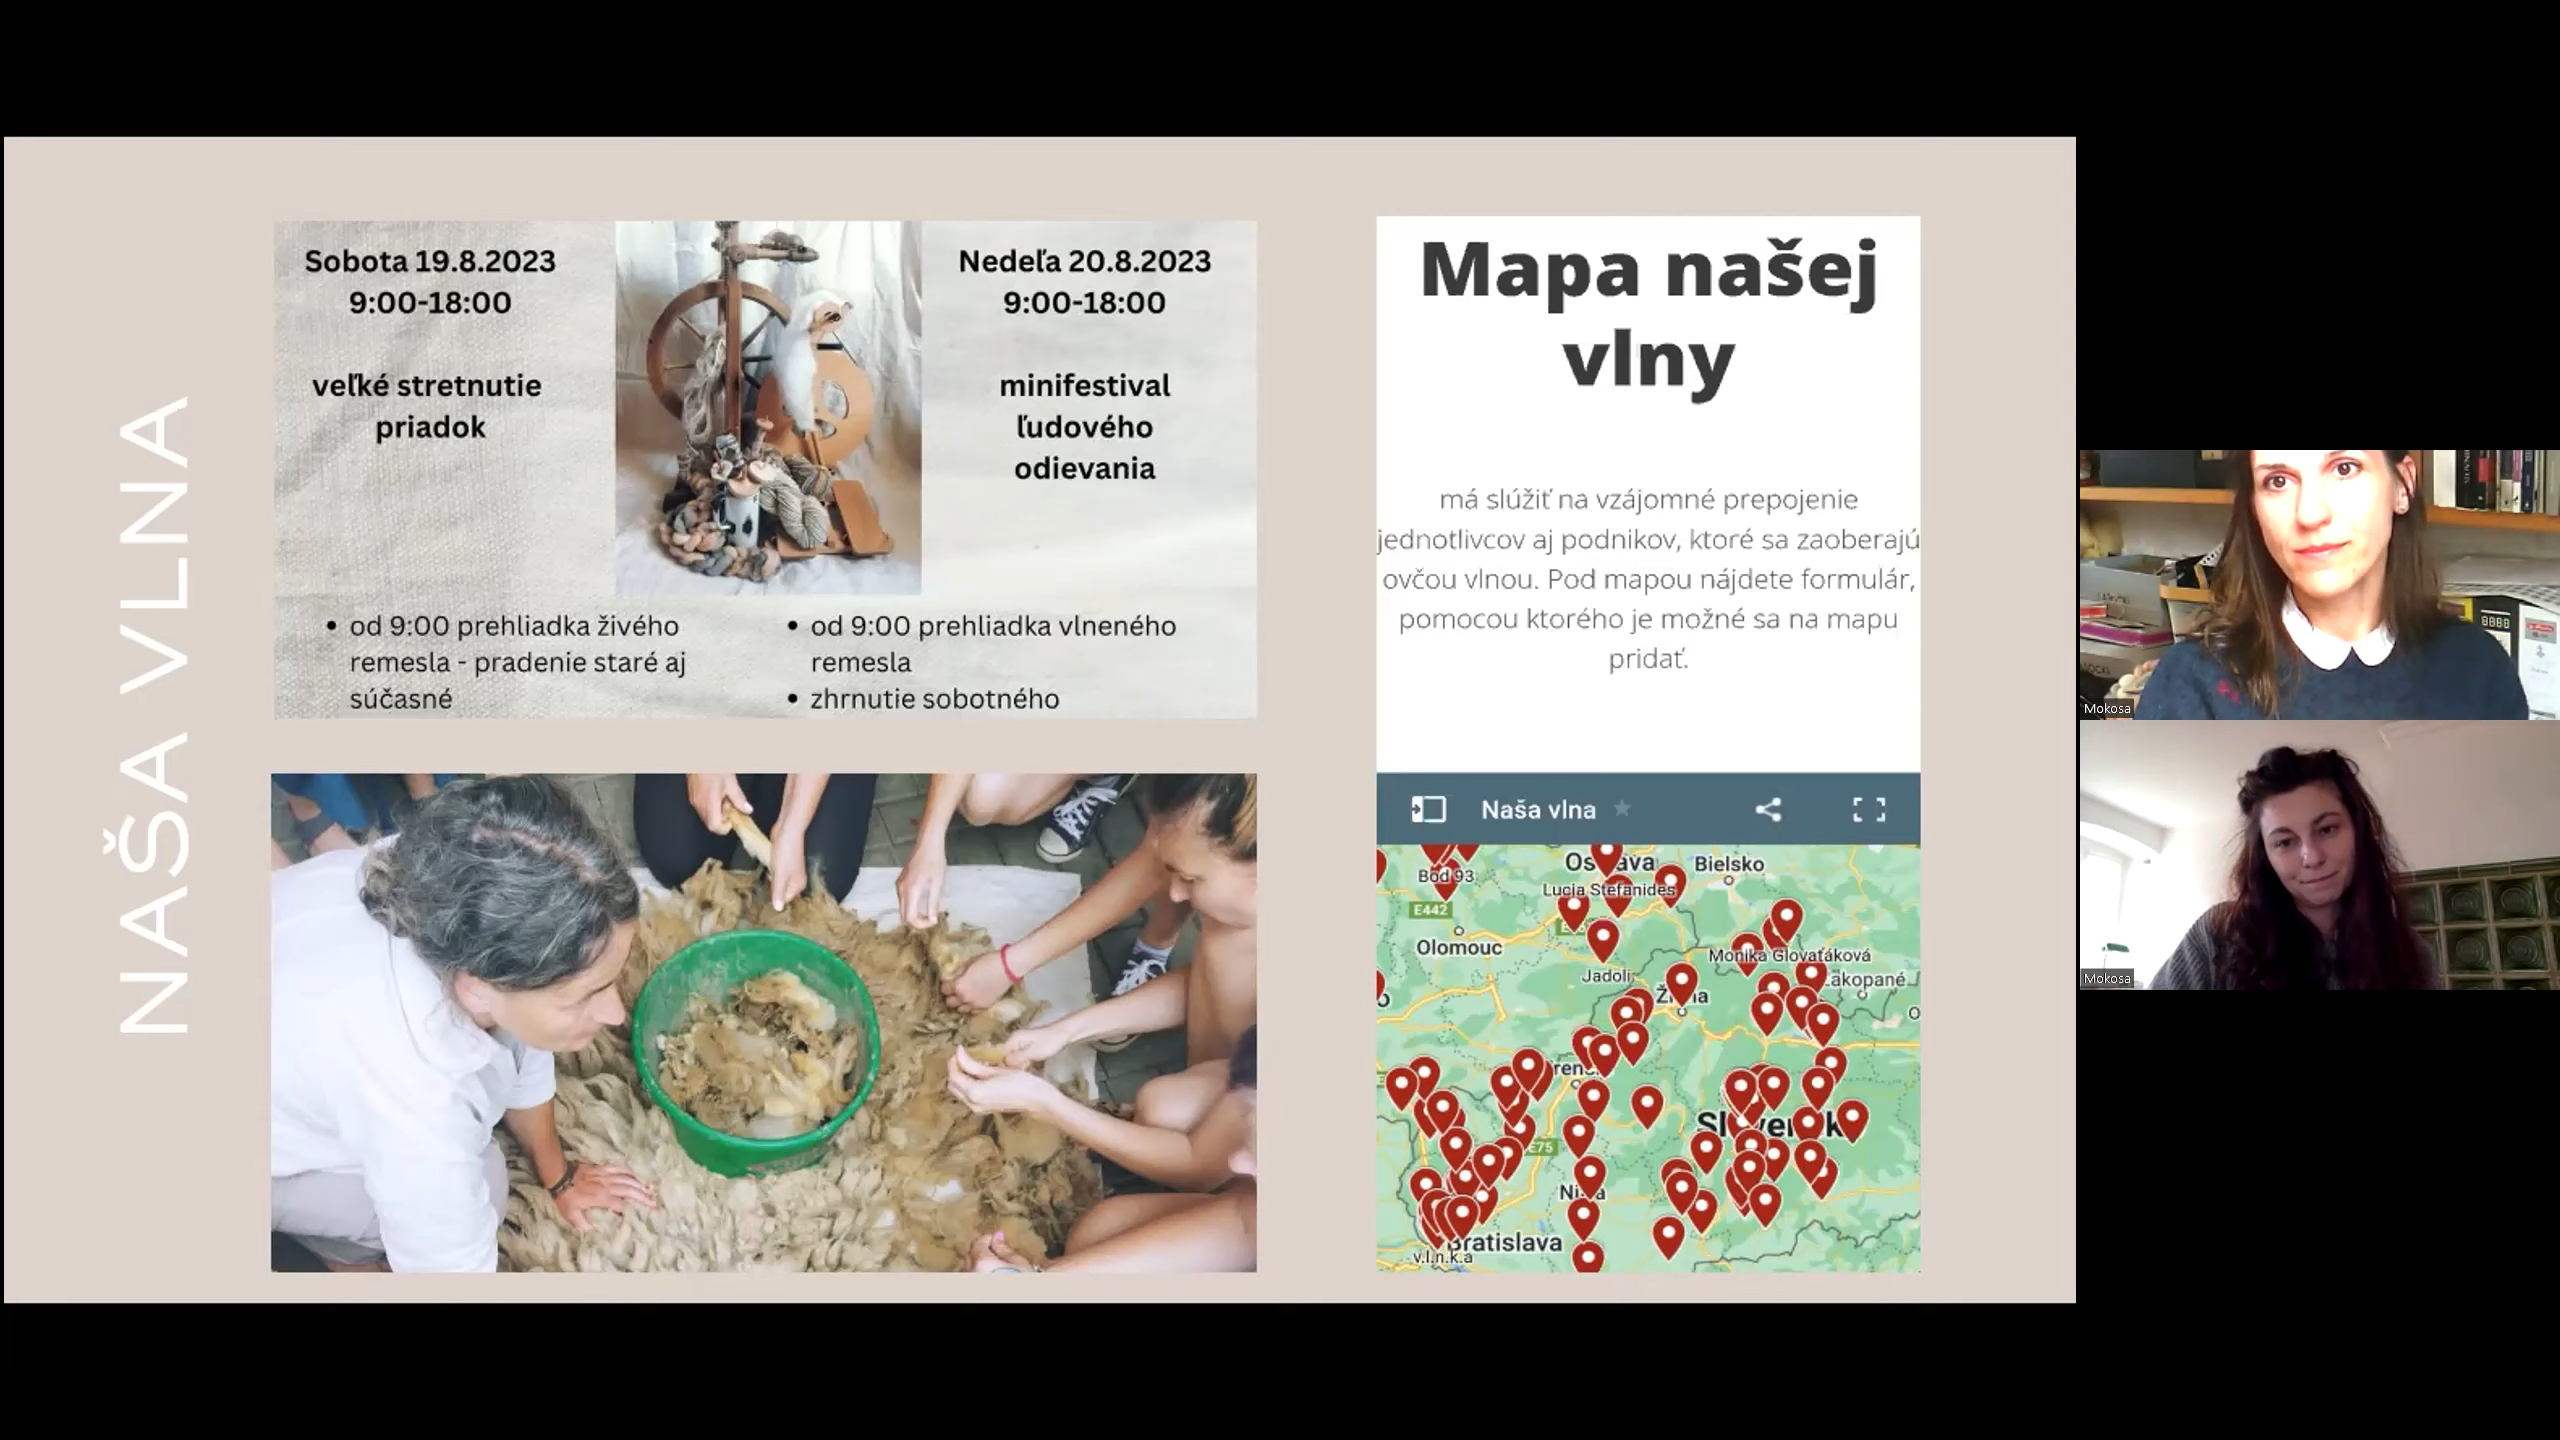 NAŠA VLNA
Sobota 19.8.2023
9:00-18:00
veľké stretnutie
priadok
Nedeľa 20.8.2023
9:00-18:00
minifestival
ľudového
odievania
• od 9:00 prehliadka živého
remesla - pradenie staré aj
súčasné
• od 9:00 prehliadka vlneného
remesla
• zhrnutie sobotného
Mapa našej
vlny
má slúžiť na vzájomné prepojenie
jednotlivcov aj podnikov, ktoré sa zaoberajú
ovčou vlnou. Pod mapou nájdete formulár,
pomocou ktorého je možné sa na mapu
pridať.
Naša vlna
Bielsko
Bod 93
Lucia Stefanides
E442
Olomouc
Monika Glovaťáková
Jadoli
E75
Bratislava
v.l.n.k.a
Mokosa
Mokosa